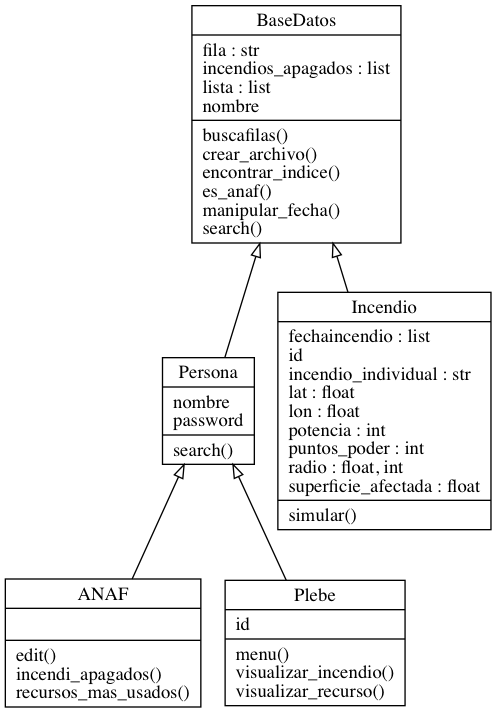 BaseDatos
fila : str
incendios_apagados : list
lista : list
nombre
buscafilas()
crear_archivo()
encontrar_indice()
es_anaf()
manipular_fecha()
search()
Incendio
fechaincendio : list
id
incendio_individual : str
lat : float
lon : float
potencia : int
puntos_poder : int
radio : float, int
superficie_afectada : float
simular()
Persona
nombre
password
search()
ANAF
edit()
incendi_apagados()
recursos_mas_usados()
Plebe
id
menu()
visualizar_incendio()
visualizar_recurso()